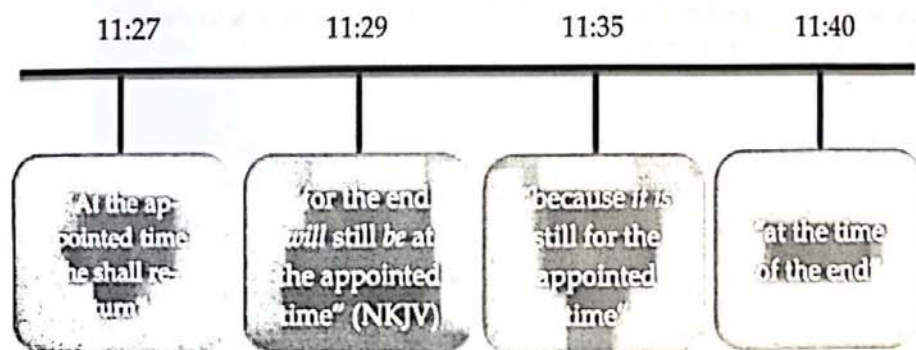 11:27 11:29 11:35 11:40
"At the ap-
pointed time
he shall re-
turn"
"for the end
will still be at
the appointed
time" (NKJV)
"because it is
still for the
appointed
time"
"at the time
of the end"